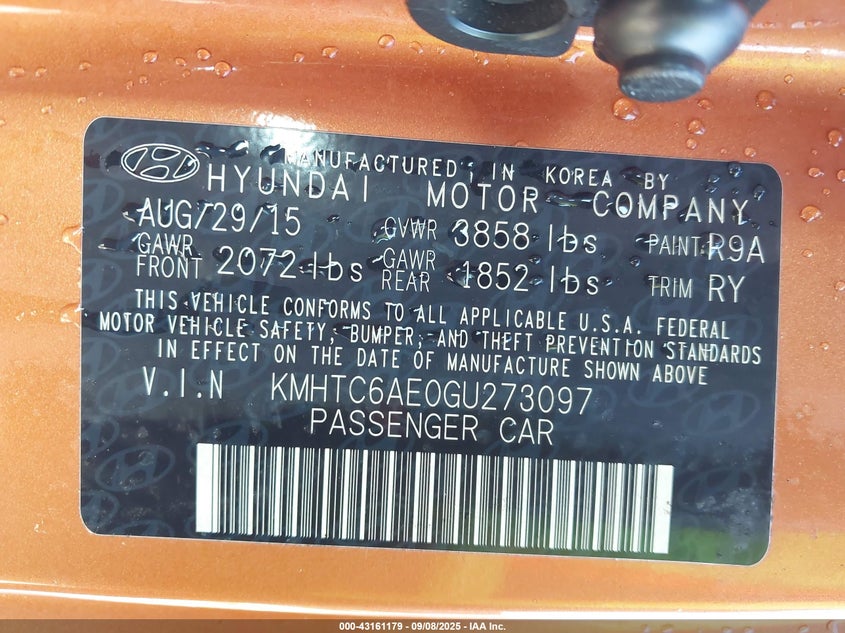 MANUFACTURED IN KOREA BY
HYUNDAI MOTOR COMPANY
AUG/29/15 GVWR 3858 lbs PAINT R9A
GAWR FRONT 2072 lbs GAWR REAR 1852 lbs TRIM RY
THIS VEHICLE CONFORMS TO ALL APPLICABLE U.S.A. FEDERAL
MOTOR VEHICLE SAFETY, BUMPER, AND THEFT PREVENTION STANDARDS
IN EFFECT ON THE DATE OF MANUFACTURE SHOWN ABOVE
V.I.N KMHTC6AE0GU273097
PASSENGER CAR
000-43161179 - 09/08/2025 - IAA Inc.